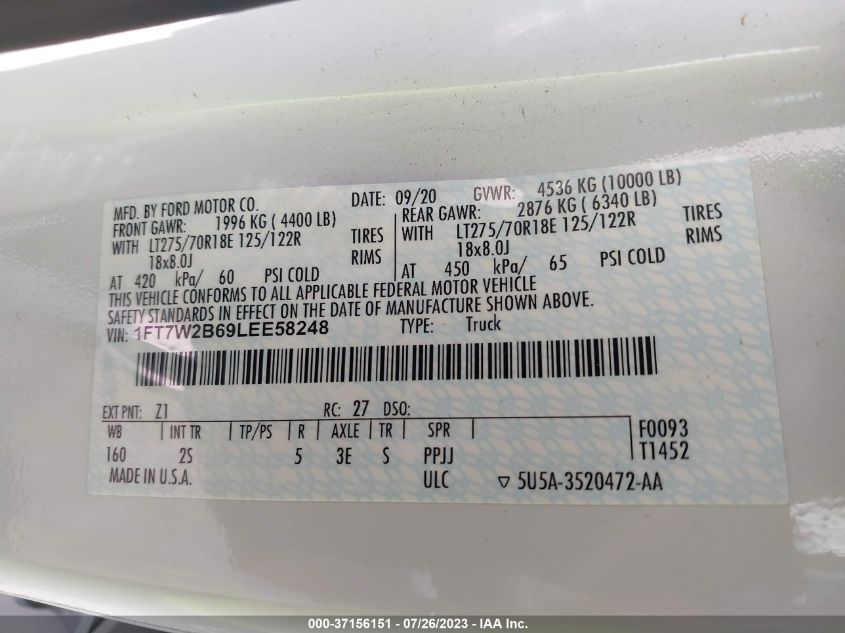 MFD. BY FORD MOTOR CO. DATE: 09/20 GVWR: 4536 KG (10000 LB)
FRONT GAWR: 1996 KG ( 4400 LB) REAR GAWR: 2876 KG ( 6340 LB)
WITH LT275/70R18E 125/122R TIRES WITH LT275/70R18E 125/122R TIRES
18x8.0J RIMS 18x8.0J RIMS
AT 420 kPa/ 60 PSI COLD AT 450 kPa/ 65 PSI COLD
THIS VEHICLE CONFORMS TO ALL APPLICABLE FEDERAL MOTOR VEHICLE
SAFETY STANDARDS IN EFFECT ON THE DATE OF MANUFACTURE SHOWN ABOVE.
VIN: 1FT7W2B69LEE58248 TYPE: Truck
EXT PNT: Z1 RC: 27 DSO:
WB INT TR TP/PS R AXLE TR SPR F0093
160 2S 5 3E S PPJJ T1452
MADE IN U.S.A. ULC ▽ 5U5A-3520472-AA
000-37156151 / 07/26/2023 - IAA Inc.